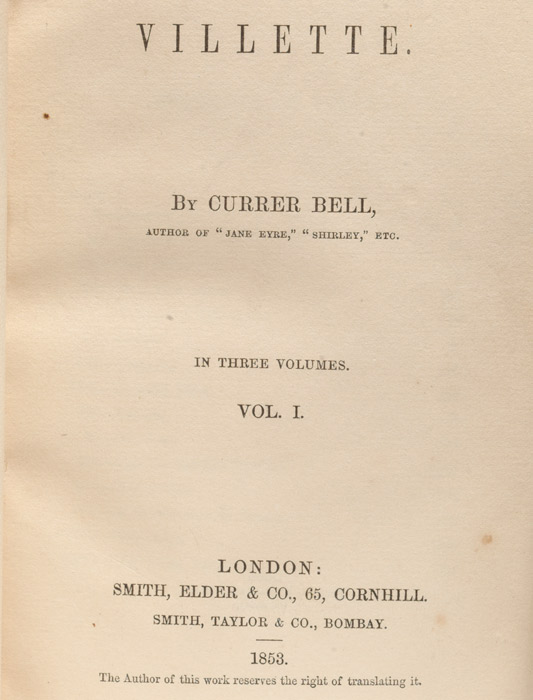 VILLETTE.
BY CURRER BELL,
AUTHOR OF "JANE EYRE," "SHIRLEY," ETC.
IN THREE VOLUMES.
VOL. I.
LONDON:
SMITH, ELDER & CO., 65, CORNHILL.
SMITH, TAYLOR & CO., BOMBAY.
1853.
The Author of this work reserves the right of translating it.